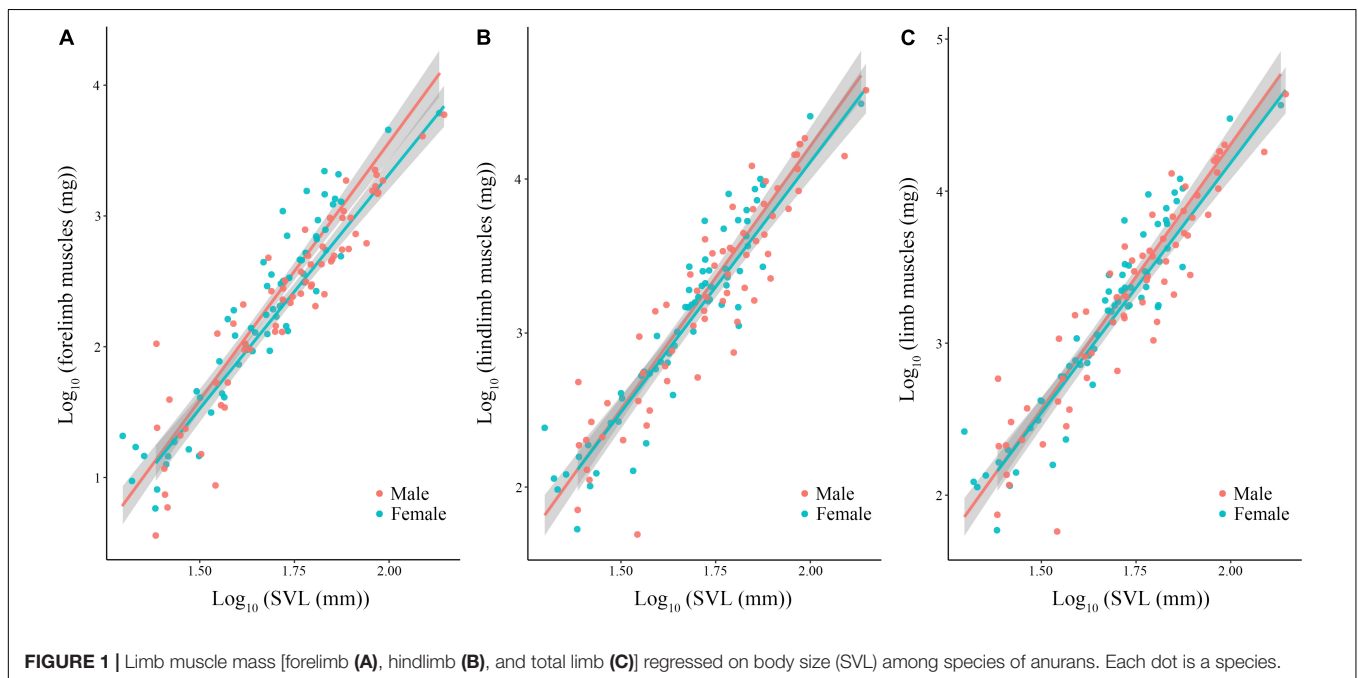 A
B
C
Log10 (forelimb muscles (mg))
4
3
2
1
1.50
1.75
2.00
Log10 (SVL (mm))
Male
Female
Log10 (hindlimb muscles (mg))
4
3
2
1.50
1.75
2.00
Log10 (SVL (mm))
Male
Female
Log10 (limb muscles (mg))
5
4
3
2
1.50
1.75
2.00
Log10 (SVL (mm))
Male
Female
FIGURE 1 | Limb muscle mass [forelimb (A), hindlimb (B), and total limb (C)] regressed on body size (SVL) among species of anurans. Each dot is a species.